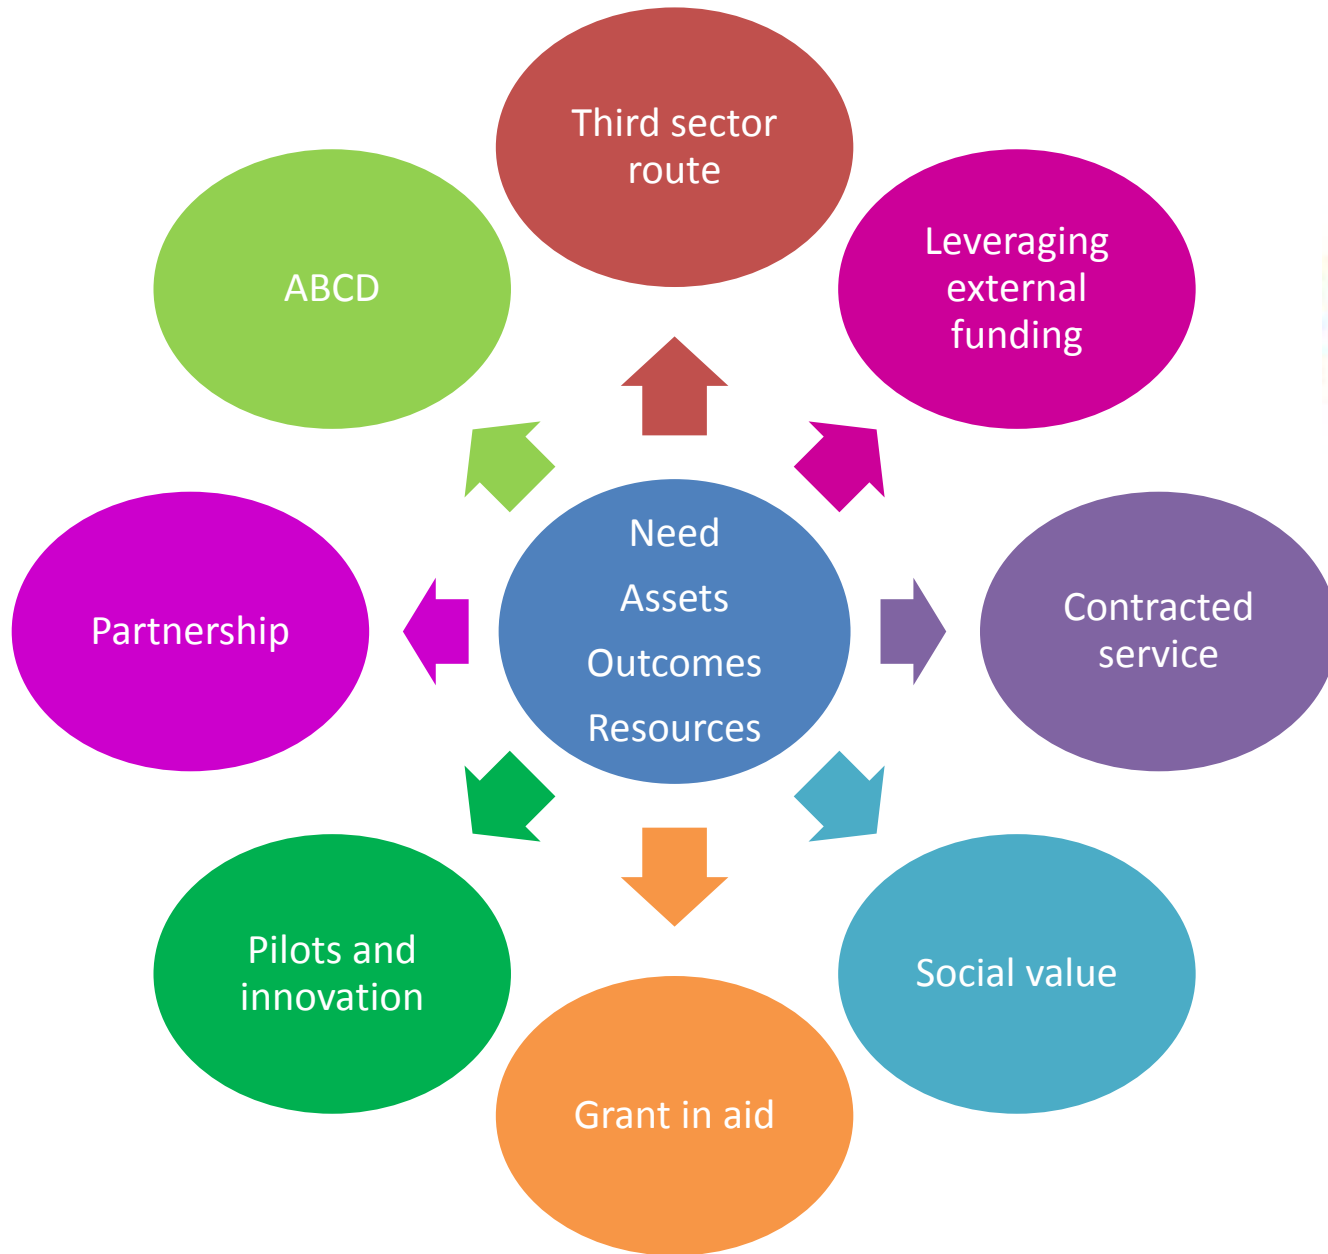 Third sector
route
Leveraging
external
funding
Contracted
service
Social value
Grant in aid
Pilots and
innovation
Partnership
ABCD
Need
Assets
Outcomes
Resources